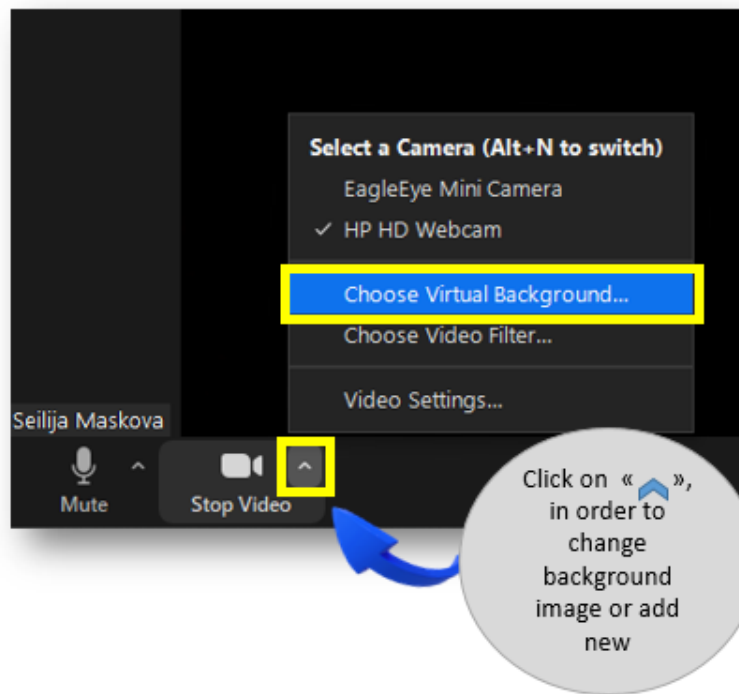 Select a Camera (Alt+N to switch)
EagleEye Mini Camera
✓ HP HD Webcam
Choose Virtual Background...
Choose Video Filter...
Video Settings...
Seilija Maskova
Mute
Stop Video
Click on « »,
in order to
change
background
image or add
new